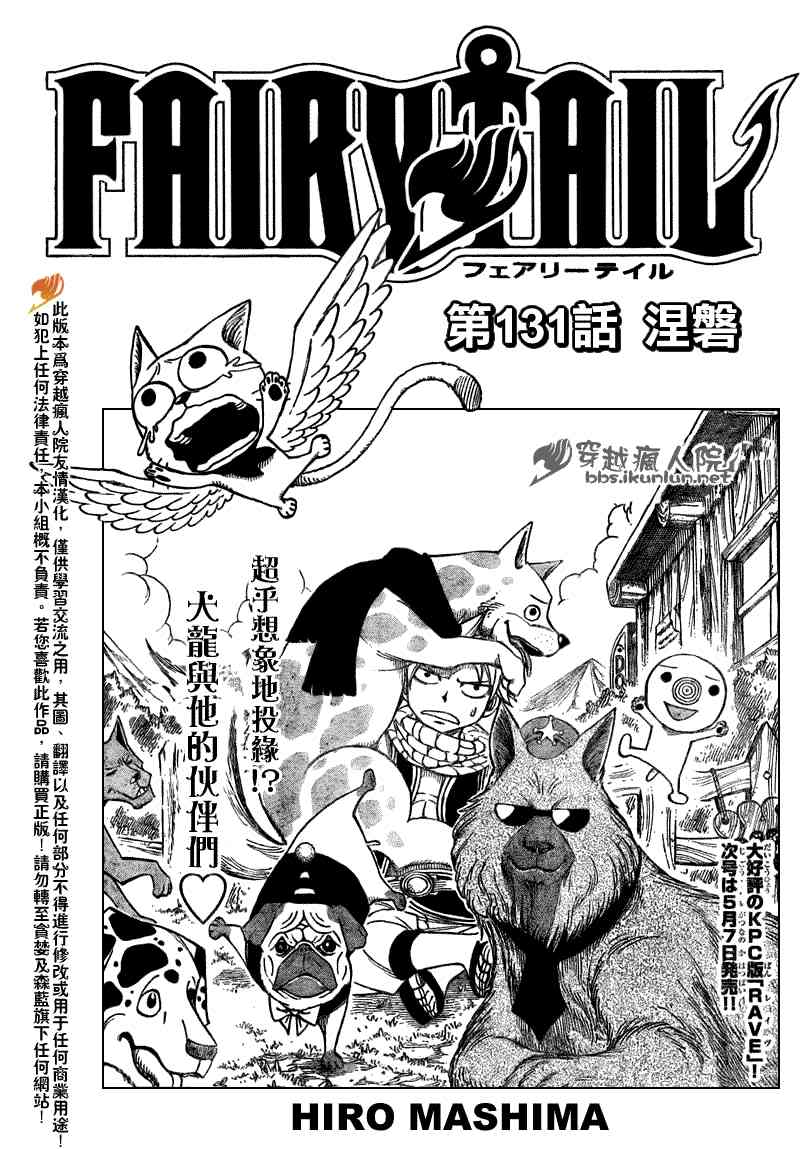 FAIRY TAIL
フェアリーテイル
第131話 涅磐
此版本爲穿越瘋人院友情漢化，僅供學習交流之用，其圖、翻譯以及任何部分不得進行修改或用于任何商業用途！
如犯上任何法律責任，本小組概不負責。若您喜歡此作品，請購買正版！請勿轉至貪婪及森藍旗下任何網站！
穿越瘋人院
bbs.ikunlun.net
超乎想象地投緣!?
犬龍與他的伙伴們♡
大好評のKPC版「RAVE」！
次号は5月7日発売!!
HIRO MASHIMA